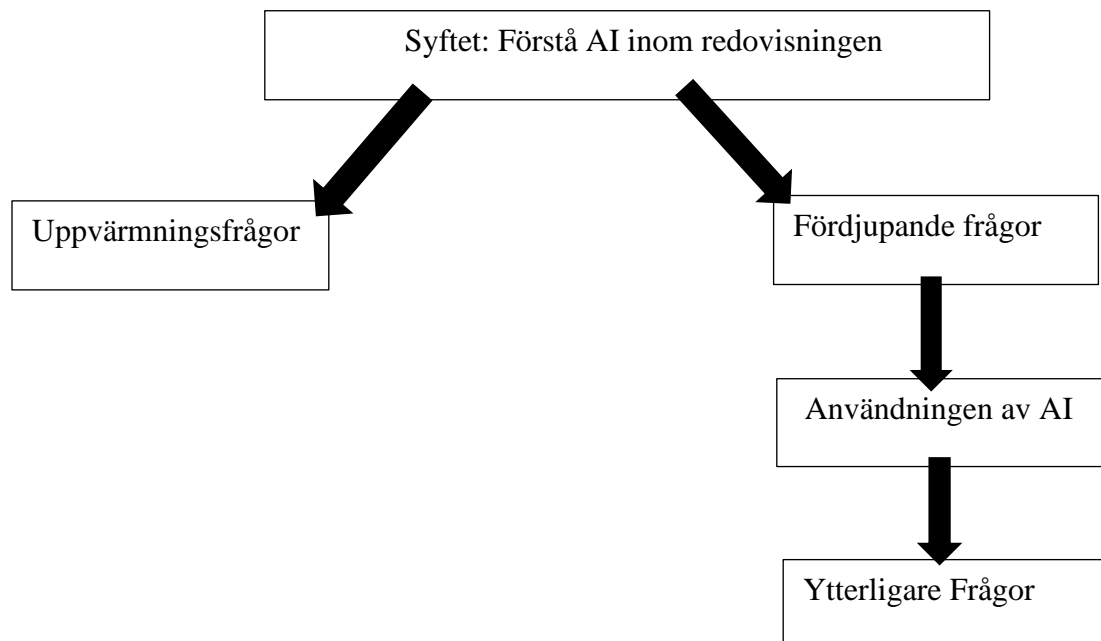 Syftet: Förstå AI inom redovisningen
Uppvärmningsfrågor
Fördjupande frågor
Användningen av AI
Ytterligare Frågor